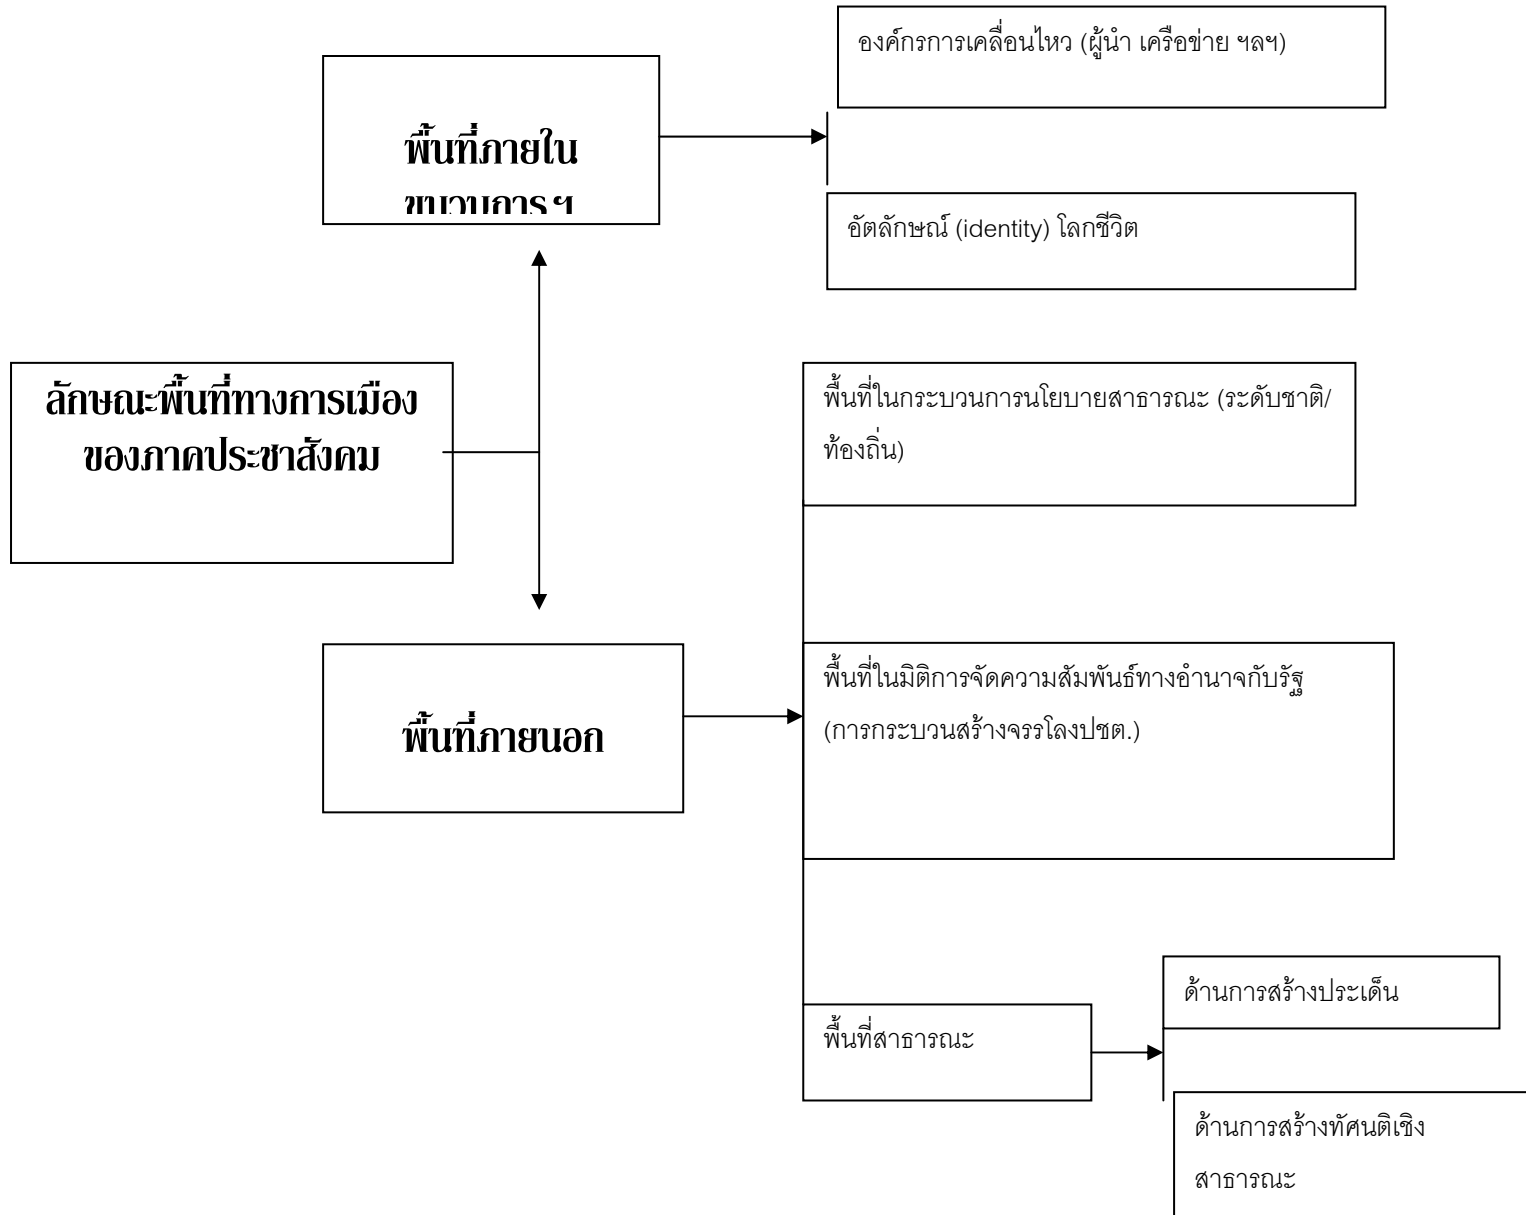 องค์กรการเคลื่อนไหว (ผู้นำ เครือข่าย ฯลฯ)
พื้นที่ภายใน
ขบวนการ ฯ
อัตลักษณ์ (identity) โลกชีวิต
ลักษณะพื้นที่ทางการเมือง
ของภาคประชาสังคม
พื้นที่ในกระบวนการนโยบายสาธารณะ (ระดับชาติ/
ท้องถิ่น)
พื้นที่ในมิติการจัดความสัมพันธ์ทางอำนาจกับรัฐ
(การกระบวนสร้างจรรโลงปชต.)
พื้นที่ภายนอก
ด้านการสร้างประเด็น
พื้นที่สาธารณะ
ด้านการสร้างทัศนติเชิง
สาธารณะ